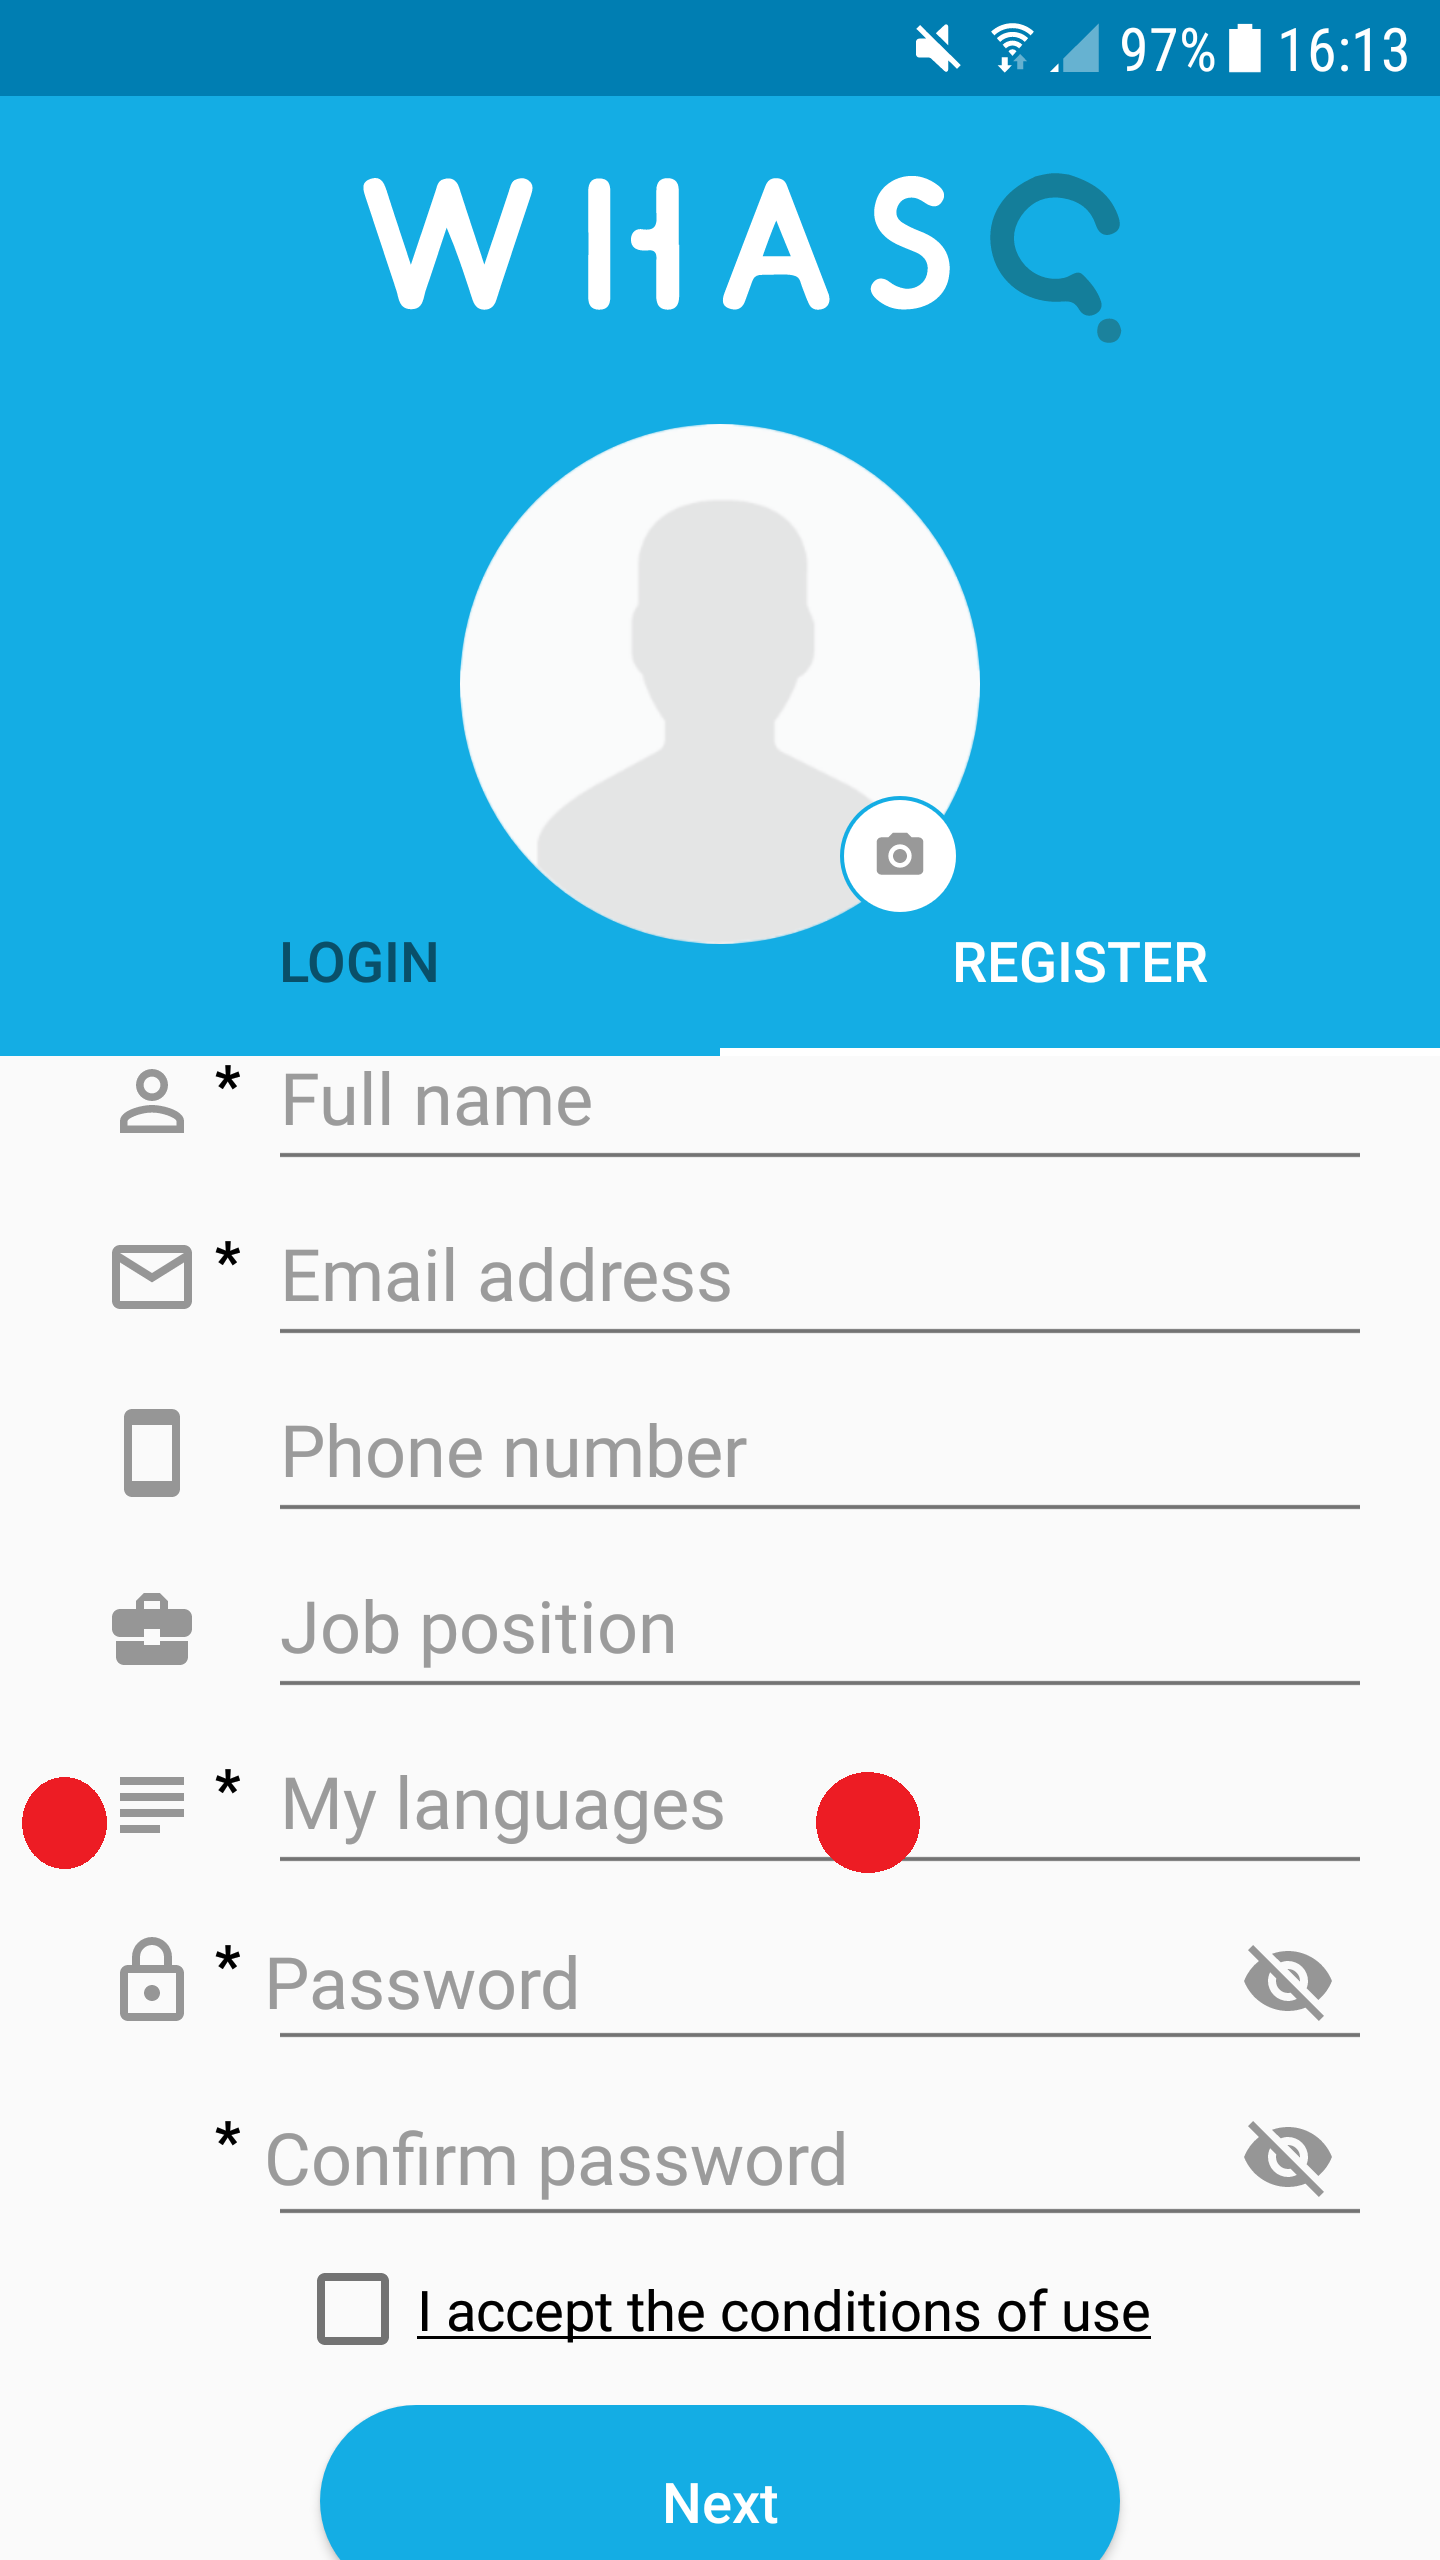 97% 16:13
WHASQ
LOGIN REGISTER
* Full name
* Email address
Phone number
Job position
* My languages
* Password
* Confirm password
I accept the conditions of use
Next